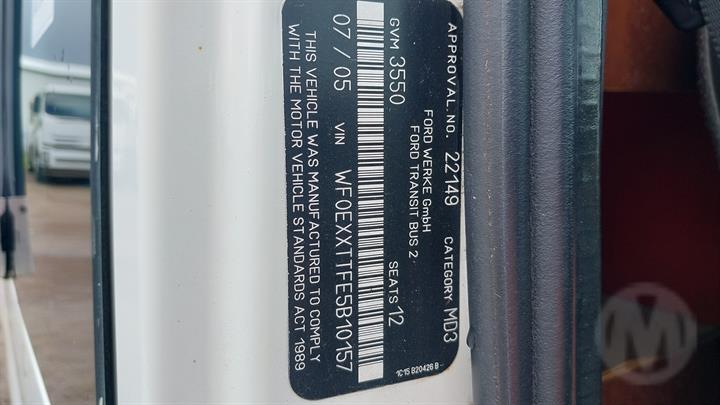 APPROVAL.NO. 22149 CATEGORY MD3
FORD WERKE GmbH
FORD TRANSIT BUS 2
GVM 3550 SEATS 12
07 / 05 VIN WF0EXXTTFE5B10157
THIS VEHICLE WAS MANUFACTURED TO COMPLY
WITH THE MOTOR VEHICLE STANDARDS ACT 1989
1C15 B20426 B
M